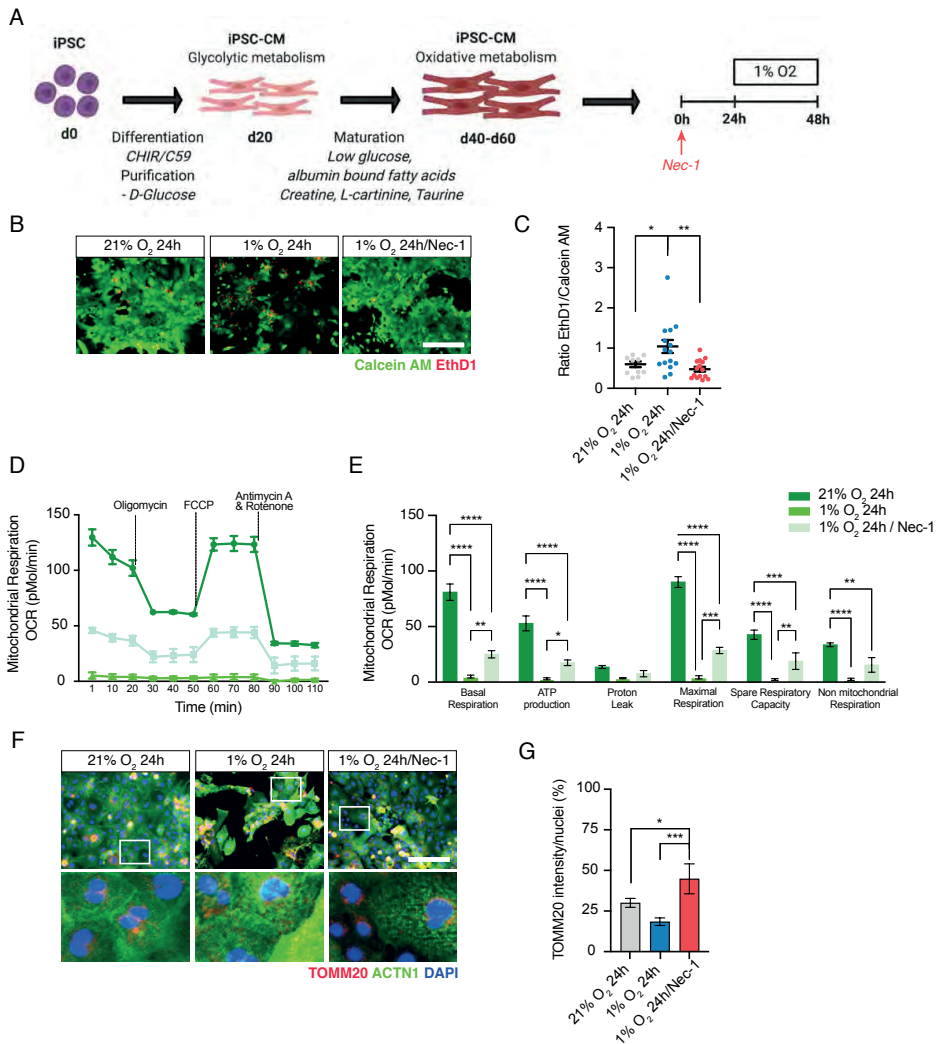 A
iPSC
d0
Differentiation
CHIR/C59
Purification
- D-Glucose
iPSC-CM
Glycolytic metabolism
d20
Maturation
Low glucose,
albumin bound fatty acids
Creatine, L-cartinine, Taurine
iPSC-CM
Oxidative metabolism
d40-d60
1% O2
0h
24h
48h
Nec-1
B
21% O2 24h
1% O2 24h
1% O2 24h/Nec-1
Calcein AM EthD1
C
Ratio EthD1/Calcein AM
4
3
2
1
0
*
**
21% O2 24h
1% O2 24h
1% O2 24h/Nec-1
D
Mitochondrial Respiration
OCR (pMol/min)
150
100
50
0
Oligomycin
FCCP
Antimycin A
& Rotenone
1 10 20 30 40 50 60 70 80 90 100 110
Time (min)
E
21% O2 24h
1% O2 24h
1% O2 24h / Nec-1
Mitochondrial Respiration
OCR (pMol/min)
150
100
50
0
****
****
**
****
****
*
****
****
***
***
****
**
**
****
Basal
Respiration
ATP
production
Proton
Leak
Maximal
Respiration
Spare Respiratory
Capacity
Non mitochondrial
Respiration
F
21% O2 24h
1% O2 24h
1% O2 24h/Nec-1
TOMM20 ACTN1 DAPI
G
TOMM20 intensity/nuclei (%)
100
75
50
25
0
*
***
21% O2 24h
1% O2 24h
1% O2 24h/Nec-1